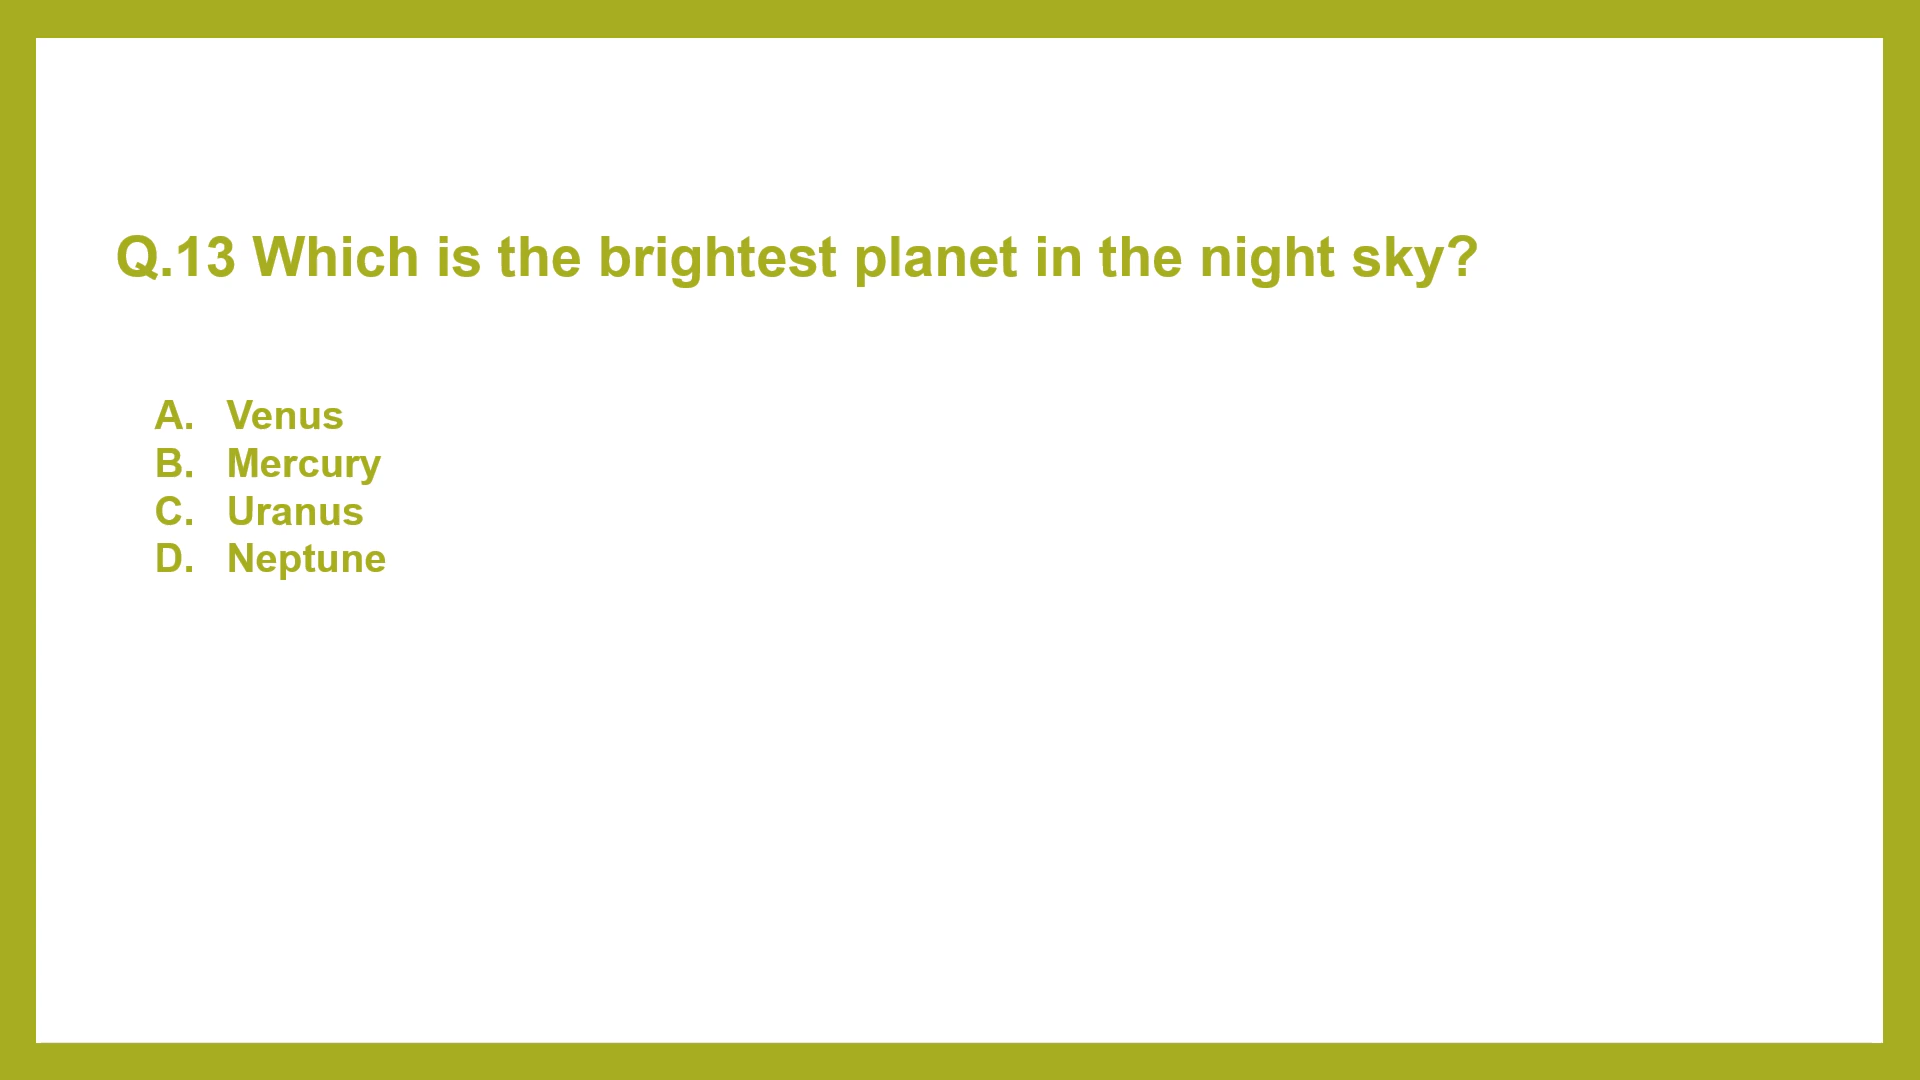 Q.13 Which is the brightest planet in the night sky?
A. Venus
B. Mercury
C. Uranus
D. Neptune